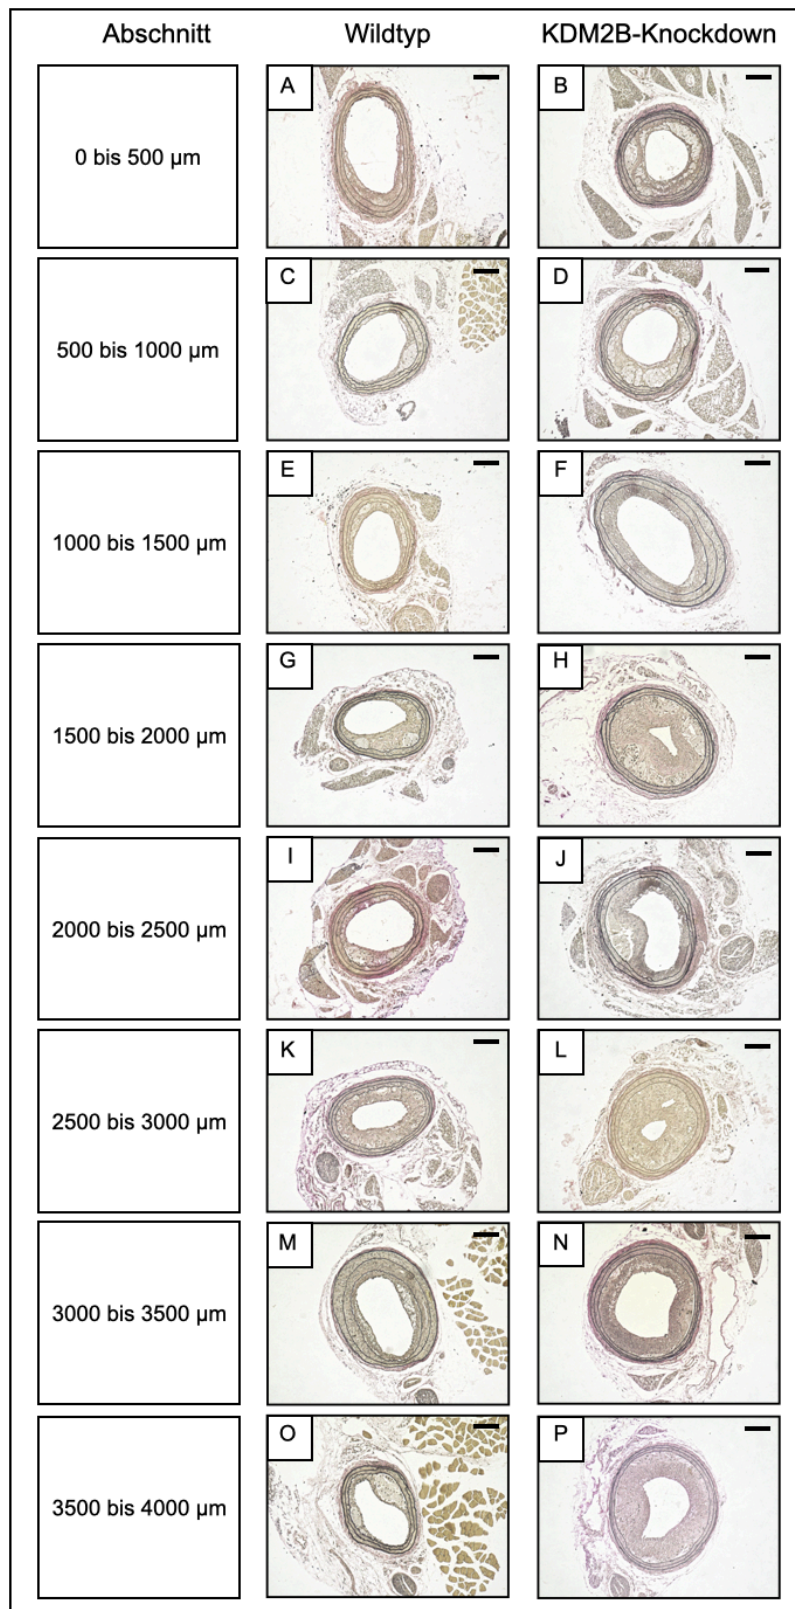 Abschnitt Wildtyp KDM2B-Knockdown
0 bis 500 µm A B
500 bis 1000 µm C D
1000 bis 1500 µm E F
1500 bis 2000 µm G H
2000 bis 2500 µm I J
2500 bis 3000 µm K L
3000 bis 3500 µm M N
3500 bis 4000 µm O P